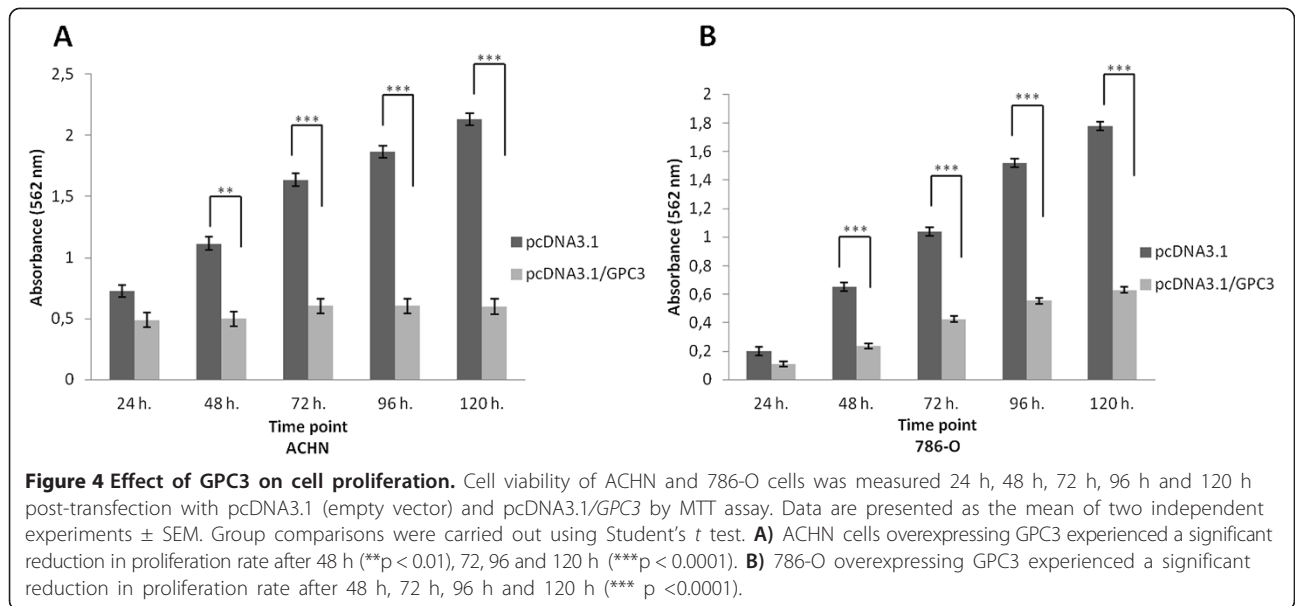 A
2,5
2
1,5
1
0,5
0
Absorbance (562 nm)
**
***
***
***
pcDNA3.1
pcDNA3.1/GPC3
24 h.
48 h.
72 h.
96 h.
120 h.
Time point
ACHN
B
2
1,8
1,6
1,4
1,2
1
0,8
0,6
0,4
0,2
0
Absorbance (562 nm)
***
***
***
***
pcDNA3.1
pcDNA3.1/GPC3
24 h.
48 h.
72 h.
96 h.
120 h.
Time point
786-O
Figure 4 Effect of GPC3 on cell proliferation. Cell viability of ACHN and 786-O cells was measured 24 h, 48 h, 72 h, 96 h and 120 h
post-transfection with pcDNA3.1 (empty vector) and pcDNA3.1/GPC3 by MTT assay. Data are presented as the mean of two independent
experiments ± SEM. Group comparisons were carried out using Student's t test. A) ACHN cells overexpressing GPC3 experienced a significant
reduction in proliferation rate after 48 h (**p < 0.01), 72, 96 and 120 h (***p < 0.0001). B) 786-O overexpressing GPC3 experienced a significant
reduction in proliferation rate after 48 h, 72 h, 96 h and 120 h (*** p <0.0001).